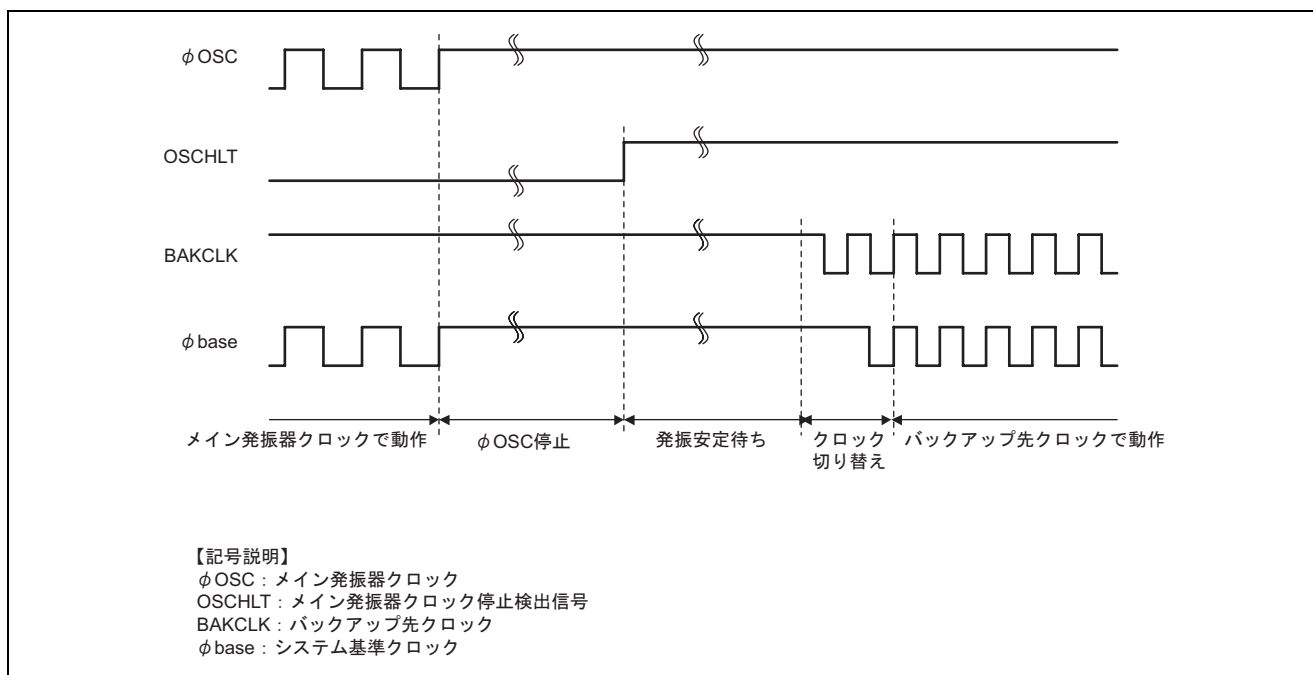 φOSC
OSCHLT
BAKCLK
φbase
メイン発振器クロックで動作
φOSC停止
発振安定待ち
クロック
切り替え
バックアップ先クロックで動作
【記号説明】
φOSC：メイン発振器クロック
OSCHLT：メイン発振器クロック停止検出信号
BAKCLK：バックアップ先クロック
φbase：システム基準クロック